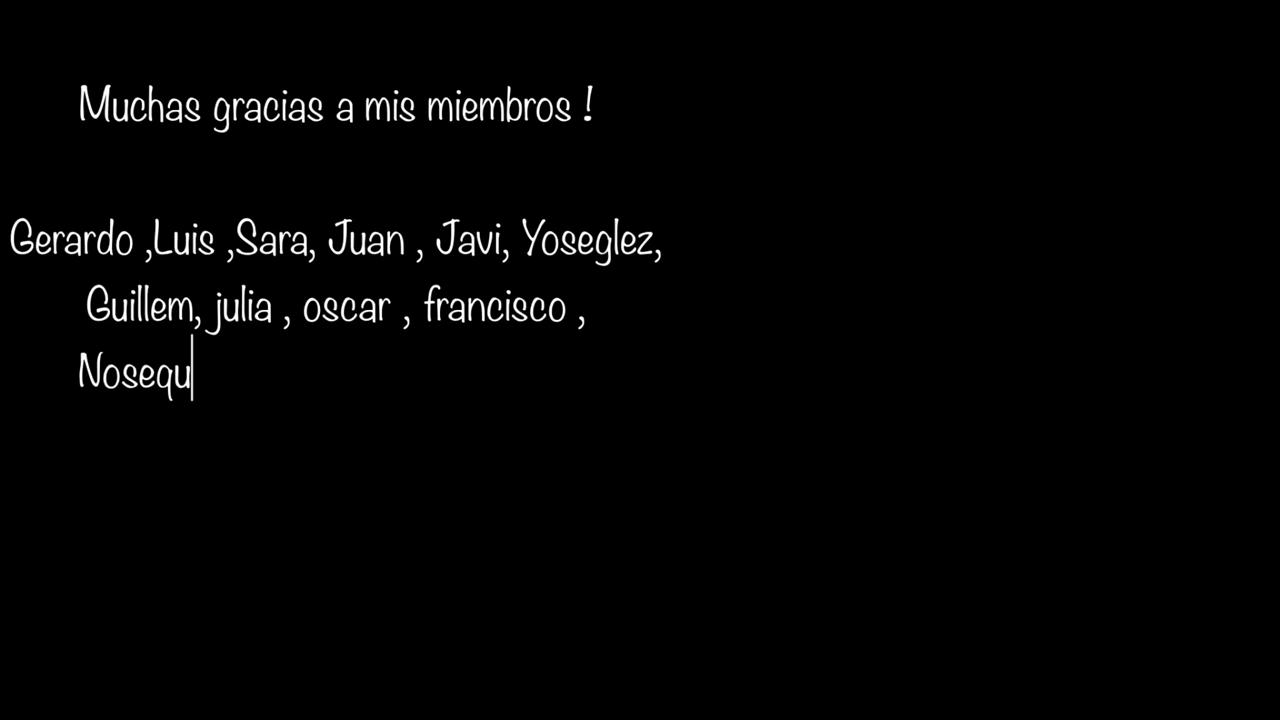 Muchas gracias a mis miembros !
Gerardo ,Luis ,Sara, Juan , Javi, Yoseglez,
Guillem, julia , oscar , francisco ,
Nosequ